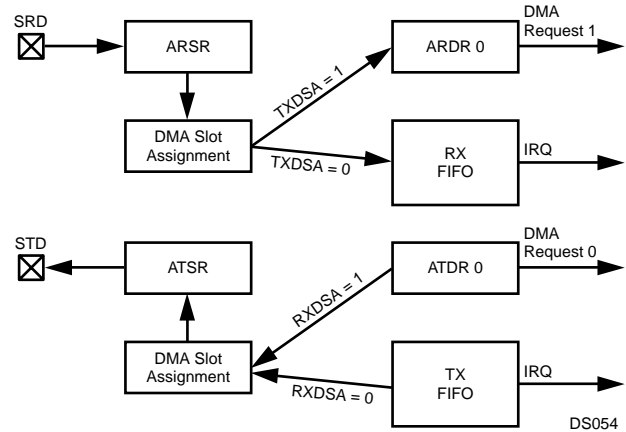 SRD
ARSR
TXDSA = 1
ARDR 0
DMA
Request 1
DMA Slot
Assignment
TXDSA = 0
RX
FIFO
IRQ
STD
ATSR
RXDSA = 1
ATDR 0
DMA
Request 0
DMA Slot
Assignment
RXDSA = 0
TX
FIFO
IRQ
DS054